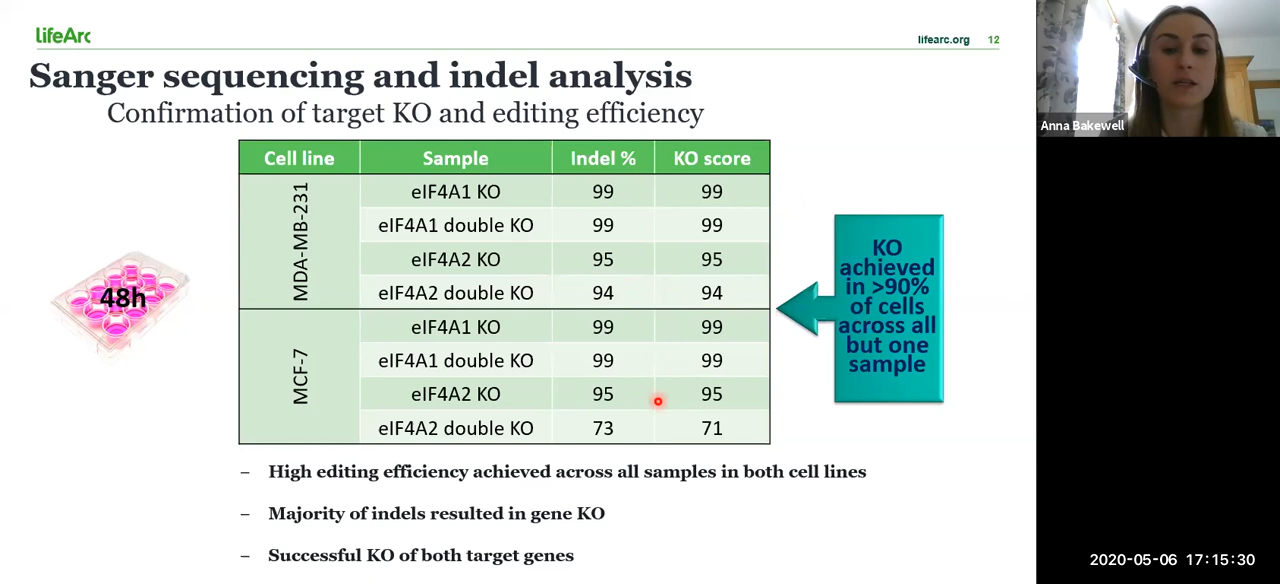 lifeArc
lifearc.org 12
Sanger sequencing and indel analysis
Confirmation of target KO and editing efficiency
Cell line Sample Indel % KO score
MDA-MB-231
eIF4A1 KO 99 99
eIF4A1 double KO 99 99
eIF4A2 KO 95 95
eIF4A2 double KO 94 94
MCF-7
eIF4A1 KO 99 99
eIF4A1 double KO 99 99
eIF4A2 KO 95 95
eIF4A2 double KO 73 71
48h
KO
achieved
in >90%
of cells
across all
but one
sample
– High editing efficiency achieved across all samples in both cell lines
– Majority of indels resulted in gene KO
– Successful KO of both target genes
Anna Bakewell
2020-05-06 17:15:30